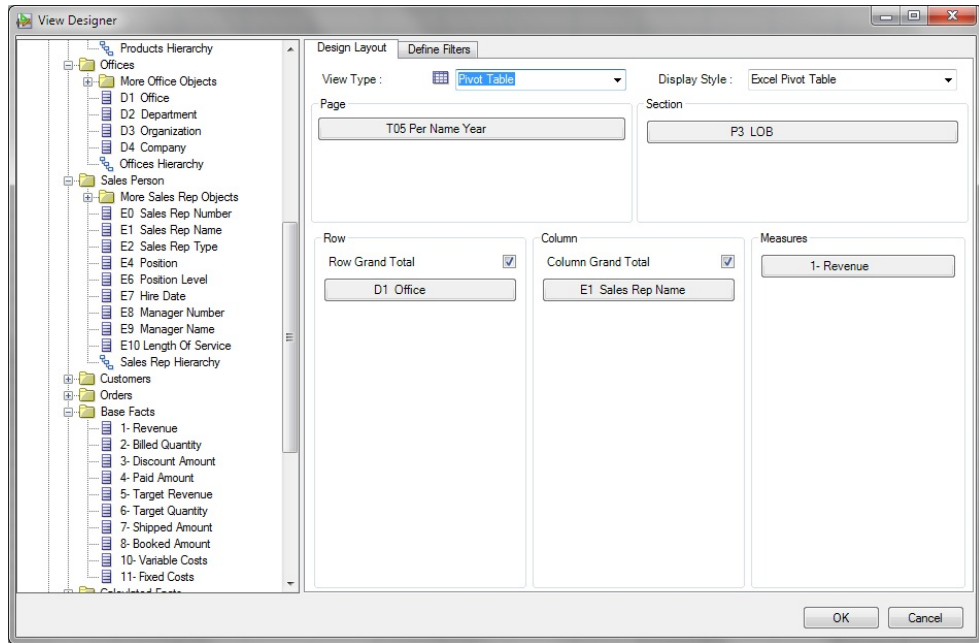 View Designer
Products Hierarchy
Offices
More Office Objects
D1 Office
D2 Department
D3 Organization
D4 Company
Offices Hierarchy
Sales Person
More Sales Rep Objects
E0 Sales Rep Number
E1 Sales Rep Name
E2 Sales Rep Type
E4 Position
E6 Position Level
E7 Hire Date
E8 Manager Number
E9 Manager Name
E10 Length Of Service
Sales Rep Hierarchy
Customers
Orders
Base Facts
1- Revenue
2- Billed Quantity
3- Discount Amount
4- Paid Amount
5- Target Revenue
6- Target Quantity
7- Shipped Amount
8- Booked Amount
10- Variable Costs
11- Fixed Costs
Calculated Facts
Design Layout
Define Filters
View Type : Pivot Table
Display Style : Excel Pivot Table
Page
T05 Per Name Year
Section
P3 LOB
Row
Row Grand Total
D1 Office
Column
Column Grand Total
E1 Sales Rep Name
Measures
1- Revenue
OK
Cancel